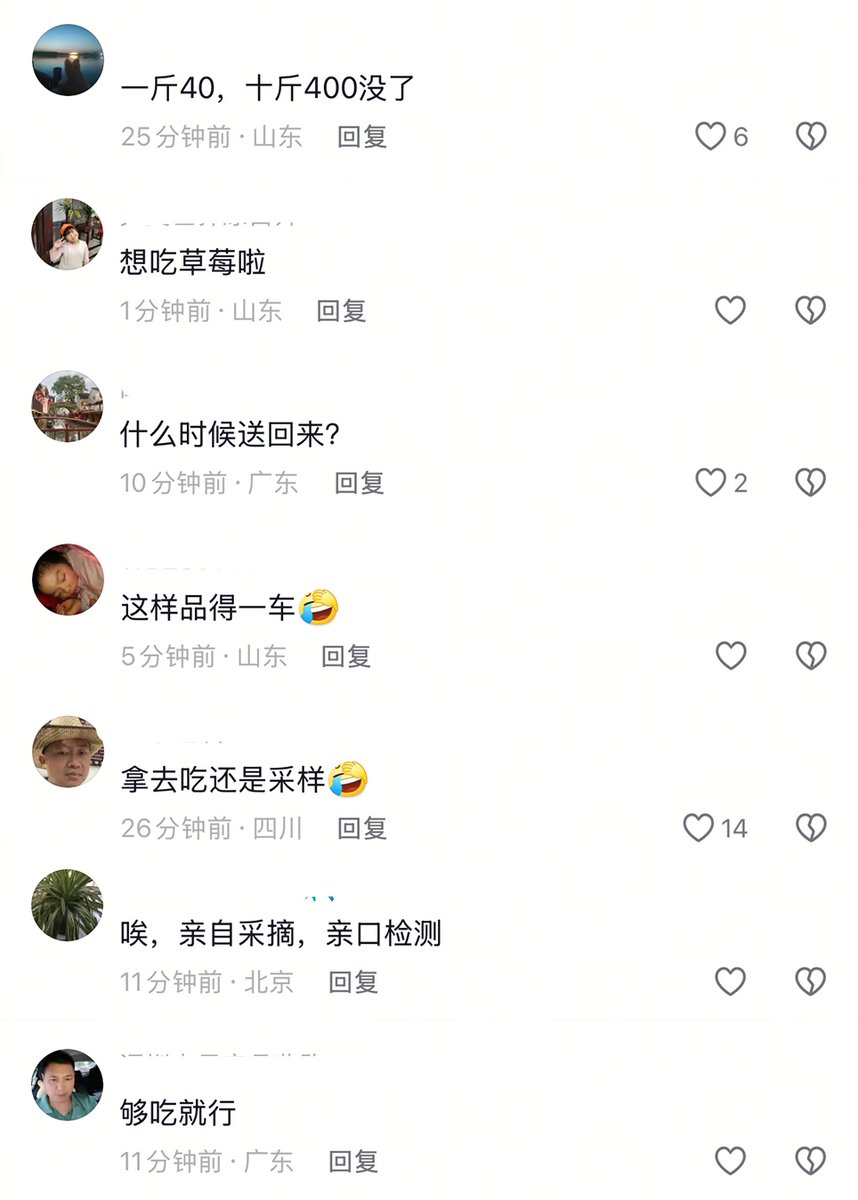 一斤40，十斤400没了
25分钟前·山东 回复
6
想吃草莓啦
1分钟前·山东 回复
什么时候送回来？
10分钟前·广东 回复
2
这样品得一车🤣
5分钟前·山东 回复
拿去吃还是采样🤣
26分钟前·四川 回复
14
唉，亲自采摘，亲口检测
11分钟前·北京 回复
够吃就行
11分钟前·广东 回复